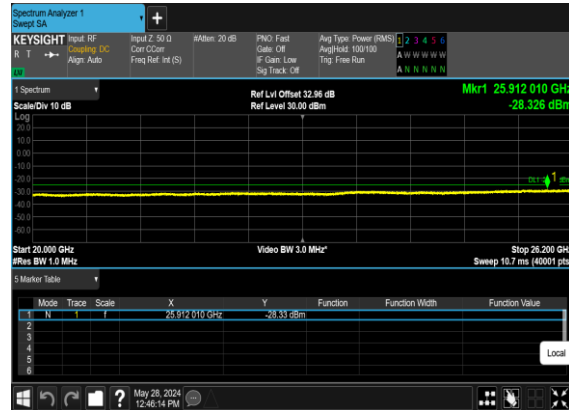 Spectrum Analyzer 1
Swept SA
+
KEYSIGHT Input: RF Input Z: 50 Ω #Atten: 20 dB PNO: Fast Avg Type: Power (RMS) 1 2 3 4 5 6
R T Coupling: DC Corr CCorr Gate: Off Avg|Hold: 100/100 A W W W W W
Align: Auto Freq Ref: Int (S) IF Gain: Low Trig: Free Run
LW Sig Track: Off A N N N N N
1 Spectrum Ref Lvl Offset 32.96 dB Mkr1 25.912 010 GHz
Scale/Div 10 dB Ref Level 30.00 dBm -28.326 dBm
Log
20.0
10.0
0.00
-10.0
-20.0
1
-30.0
-40.0
-50.0
-60.0
Start 20.000 GHz Video BW 3.0 MHz* Stop 26.200 GHz
#Res BW 1.0 MHz Sweep 10.7 ms (40001 pts)
5 Marker Table
Mode Trace Scale X Y Function Function Width Function Value
1 N 1 f 25.912 010 GHz -28.33 dBm
2
3
4
5
6
Local
? May 28, 2024
12:46:14 PM